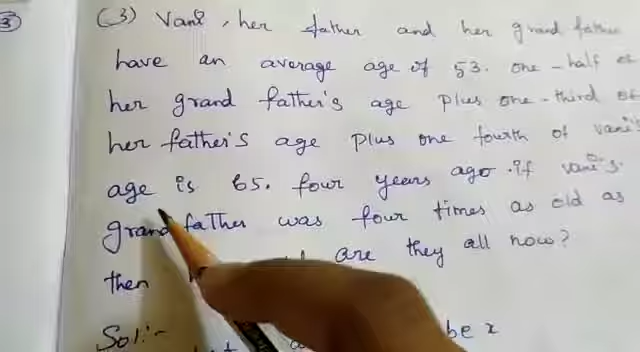 3
(3) Vani, her father and her grand father
have an average age of 53. one-half of
her grand father's age plus one-third of
her father's age plus one fourth of vani's
age is 65. four years ago if vani's
grandfather was four times as old as
then are they all now?
Sol:- be x